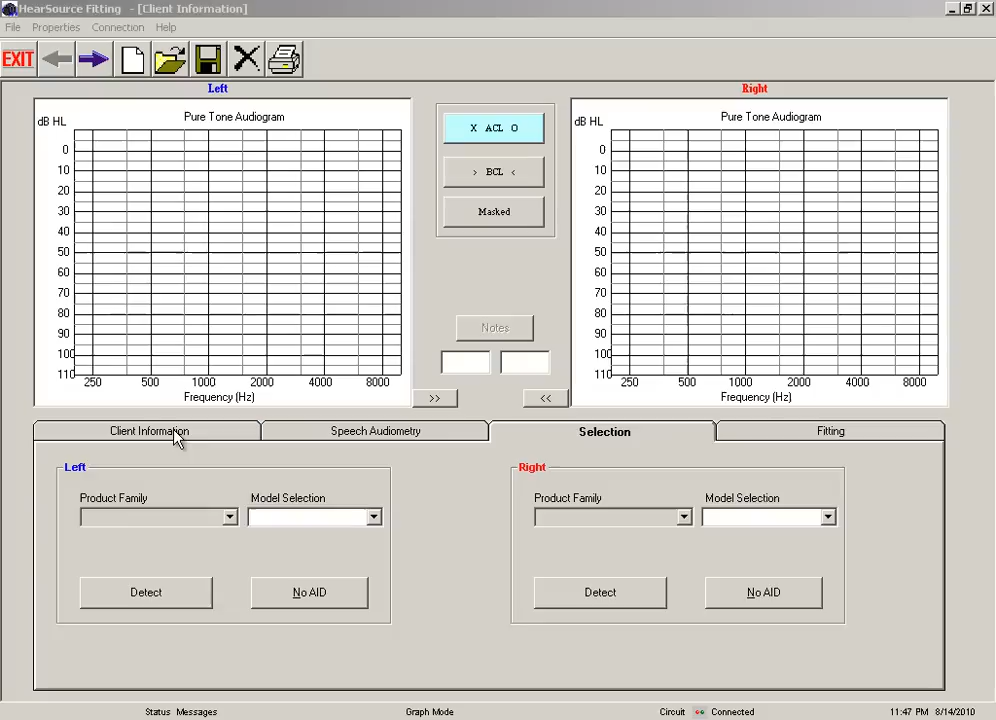 HearSource Fitting - [Client Information]
File Properties Connection Help
EXIT
Left
Right
Pure Tone Audiogram
dB HL
0
10
20
30
40
50
60
70
80
90
100
110
250 500 1000 2000 4000 8000
Frequency (Hz)
X ACL O
> BCL <
Masked
Notes
>> <<
Pure Tone Audiogram
dB HL
0
10
20
30
40
50
60
70
80
90
100
110
250 500 1000 2000 4000 8000
Frequency (Hz)
Client Information Speech Audiometry Selection Fitting
Left
Product Family Model Selection
Detect No AID
Right
Product Family Model Selection
Detect No AID
Status Messages Graph Mode Circuit Connected 11:47 PM 8/14/2010